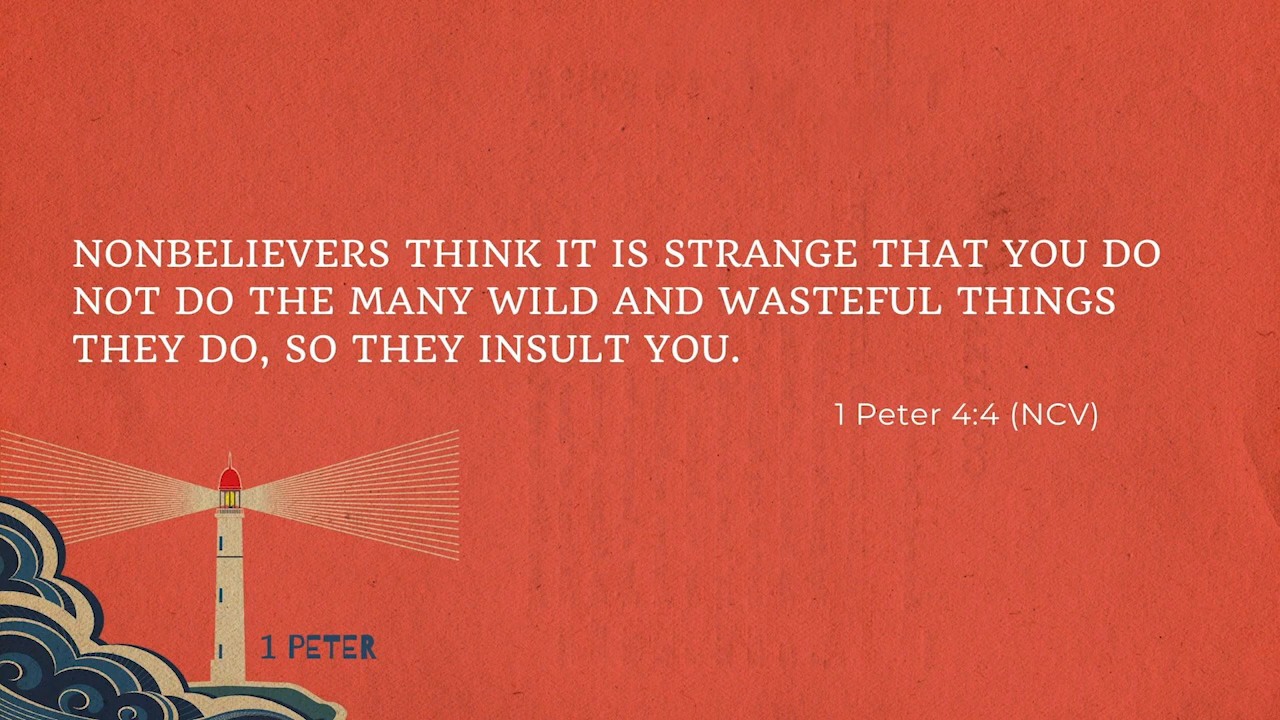 NONBELIEVERS THINK IT IS STRANGE THAT YOU DO
NOT DO THE MANY WILD AND WASTEFUL THINGS
THEY DO, SO THEY INSULT YOU.
1 Peter 4:4 (NCV)
1 PETER